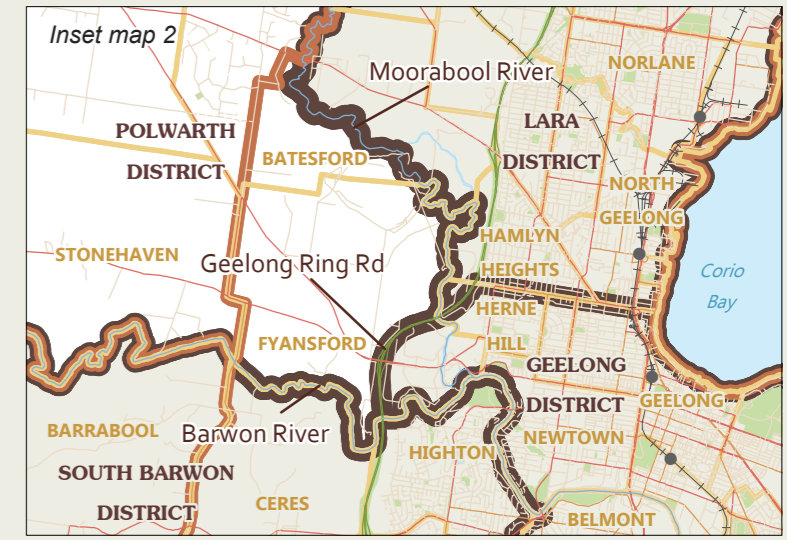 Inset map 2
NORLANE
Moorabool River
LARA
DISTRICT
POLWARTH
DISTRICT
BATESFORD
NORTH
GEELONG
HAMLYN
HEIGHTS
STONEHAVEN
Geelong Ring Rd
Corio
Bay
HERNE
HILL
FYANSFORD
GEELONG
DISTRICT
GEELONG
BARRABOOL
Barwon River
NEWTOWN
HIGHTON
SOUTH BARWON
DISTRICT
CERES
BELMONT